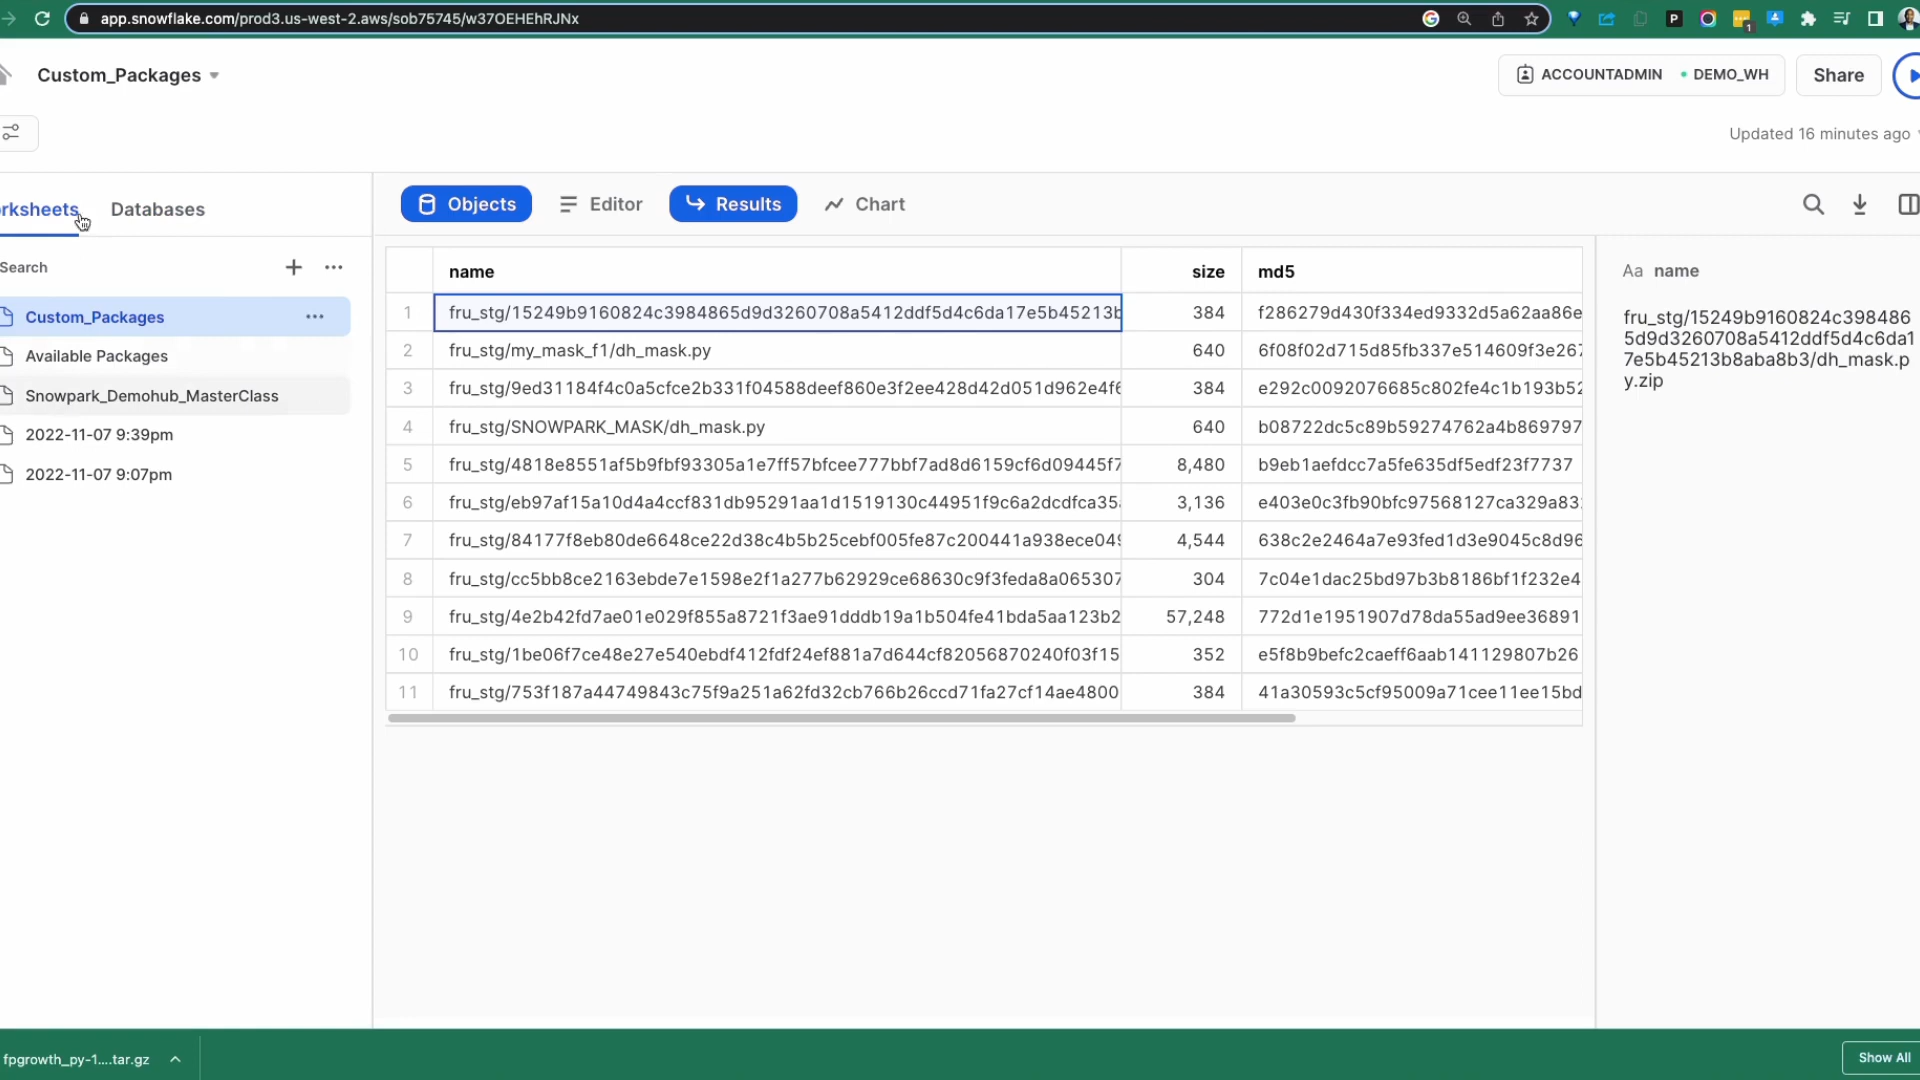 app.snowflake.com/prod3.us-west-2.aws/sob75745/w37OEHEhRJNx
P
1
Custom_Packages
ACCOUNTADMIN
DEMO_WH
Share
Updated 16 minutes ago
rksheets
Databases
Objects
Editor
Results
Chart
Search
Custom_Packages
Available Packages
Snowpark_Demohub_MasterClass
2022-11-07 9:39pm
2022-11-07 9:07pm
name size md5
1 fru_stg/15249b9160824c3984865d9d3260708a5412ddf5d4c6da17e5b45213b 384 f286279d430f334ed9332d5a62aa86e
2 fru_stg/my_mask_f1/dh_mask.py 640 6f08f02d715d85fb337e514609f3e267
3 fru_stg/9ed31184f4c0a5cfce2b331f04588deef860e3f2ee428d42d051d962e4f6 384 e292c0092076685c802fe4c1b193b52
4 fru_stg/SNOWPARK_MASK/dh_mask.py 640 b08722dc5c89b59274762a4b869797
5 fru_stg/4818e8551af5b9fbf93305a1e7ff57bfcee777bbf7ad8d6159cf6d09445f7 8,480 b9eb1aefdcc7a5fe635df5edf23f7737
6 fru_stg/eb97af15a10d4a4ccf831db95291aa1d1519130c44951f9c6a2dcdfca35 3,136 e403e0c3fb90bfc97568127ca329a83
7 fru_stg/84177f8eb80de6648ce22d38c4b5b25cebf005fe87c200441a938ece049 4,544 638c2e2464a7e93fed1d3e9045c8d96
8 fru_stg/cc5bb8ce2163ebde7e1598e2f1a277b62929ce68630c9f3feda8a065307 304 7c04e1dac25bd97b3b8186bf1f232e4
9 fru_stg/4e2b42fd7ae01e029f855a8721f3ae91dddb19a1b504fe41bda5aa123b2 57,248 772d1e1951907d78da55ad9ee36891
10 fru_stg/1be06f7ce48e27e540ebdf412fdf24ef881a7d644cf82056870240f03f15 352 e5f8b9befc2caeff6aab141129807b26
11 fru_stg/753f187a44749843c75f9a251a62fd32cb766b26ccd71fa27cf14ae4800 384 41a30593c5cf95009a71cee11ee15bd
Aa name
fru_stg/15249b9160824c398486
5d9d3260708a5412ddf5d4c6da1
7e5b45213b8aba8b3/dh_mask.p
y.zip
fpgrowth_py-1....tar.gz
Show All